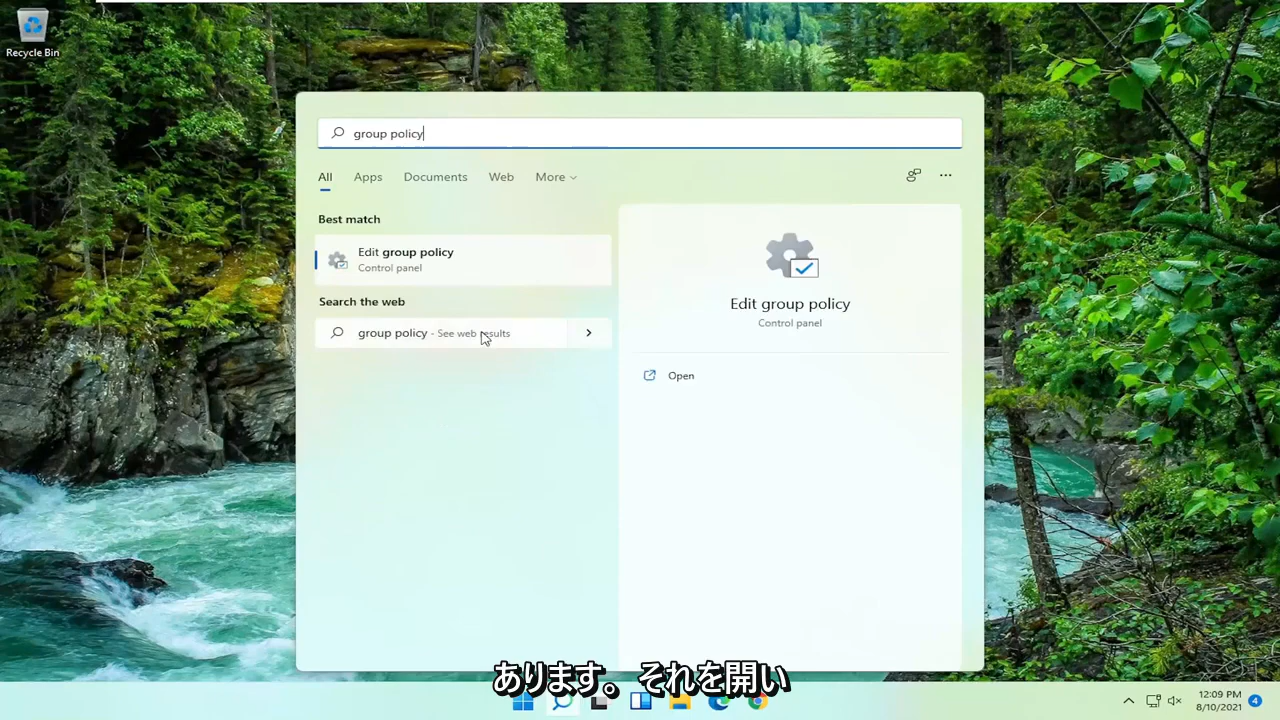 Recycle Bin
group policy
All Apps Documents Web More
Best match
Edit group policy
Control panel
Search the web
group policy - See web results
Edit group policy
Control panel
Open
あります。それを開い
12:09 PM
8/10/2021
4